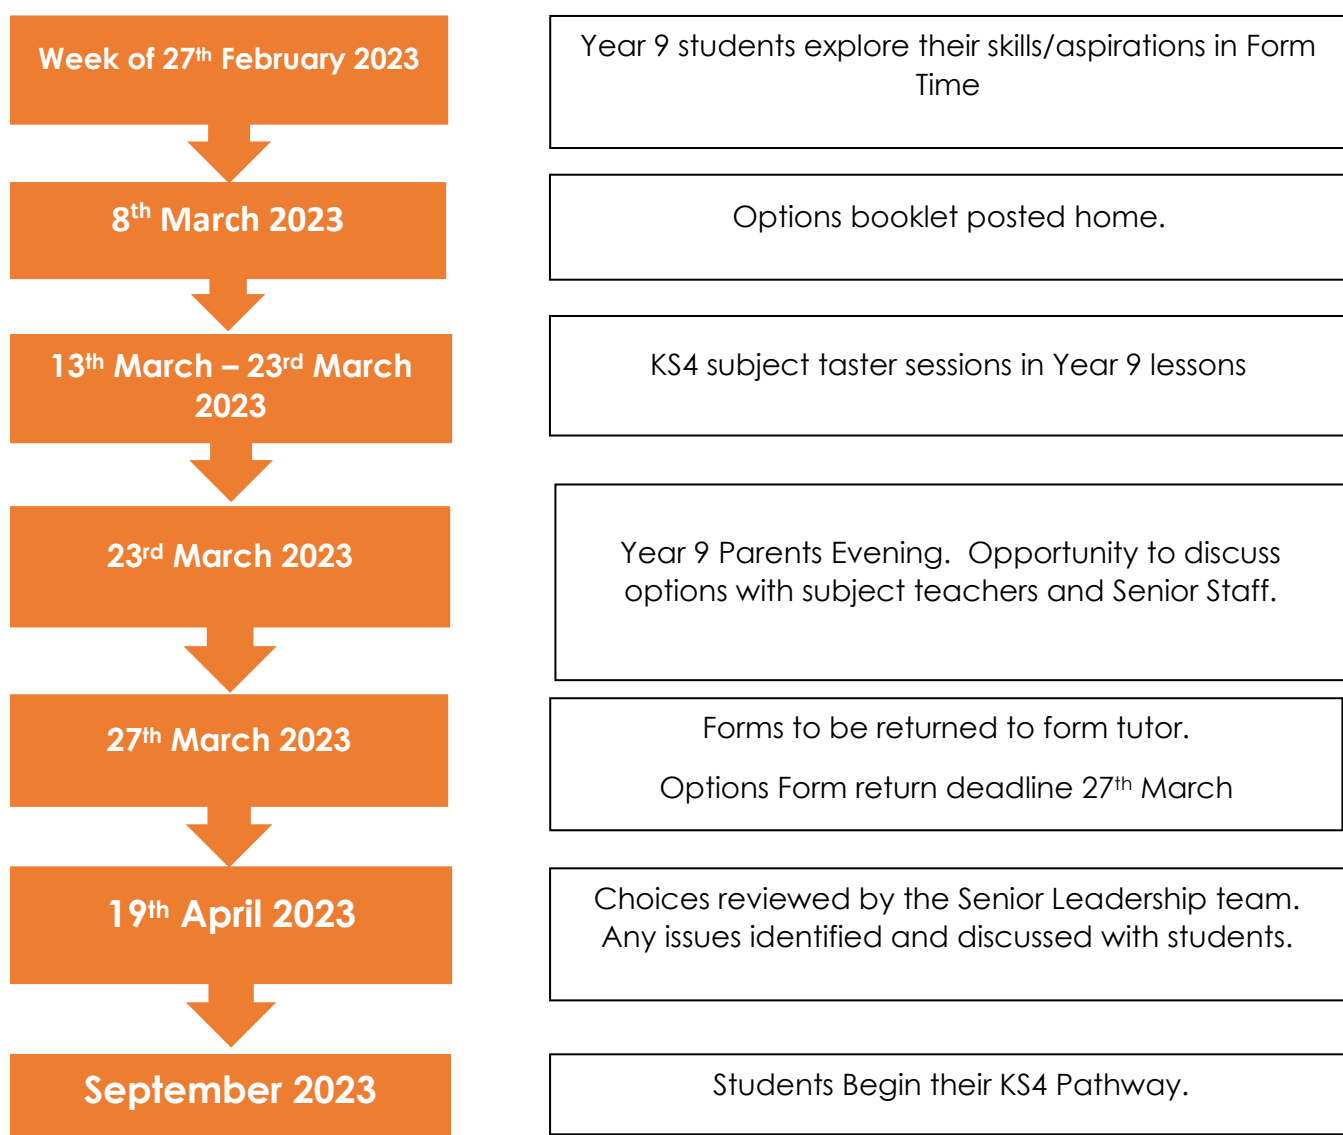 Week of 27th February 2023
Year 9 students explore their skills/aspirations in Form
Time
8th March 2023
Options booklet posted home.
13th March – 23rd March
2023
KS4 subject taster sessions in Year 9 lessons
23rd March 2023
Year 9 Parents Evening.  Opportunity to discuss
options with subject teachers and Senior Staff.
27th March 2023
Forms to be returned to form tutor.
Options Form return deadline 27th March
19th April 2023
Choices reviewed by the Senior Leadership team.
Any issues identified and discussed with students.
September 2023
Students Begin their KS4 Pathway.